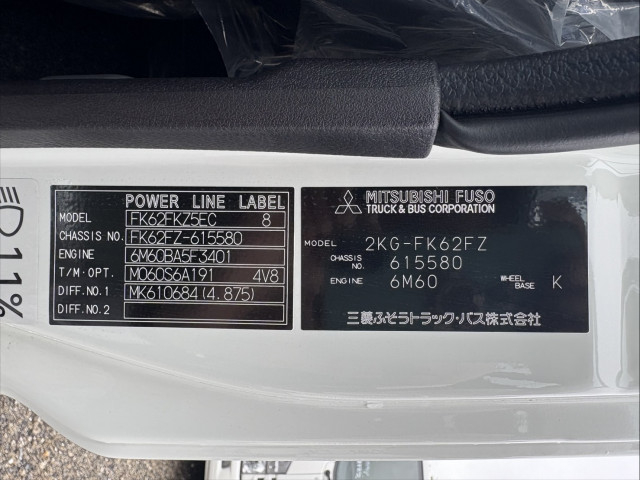 POWER LINE LABEL
MODEL FK62FKZ5EC 8
CHASSIS NO. FK62FZ-615580
ENGINE 6M60BA5F3401
T/M·OPT. M060S6A191 4V8
DIFF.NO.1 MK610684(4.875)
DIFF.NO.2
MITSUBISHI FUSO
TRUCK & BUS CORPORATION
MODEL 2KG-FK62FZ
CHASSIS NO. 615580
ENGINE 6M60 WHEEL BASE K
三菱ふそうトラック・バス株式会社
11%